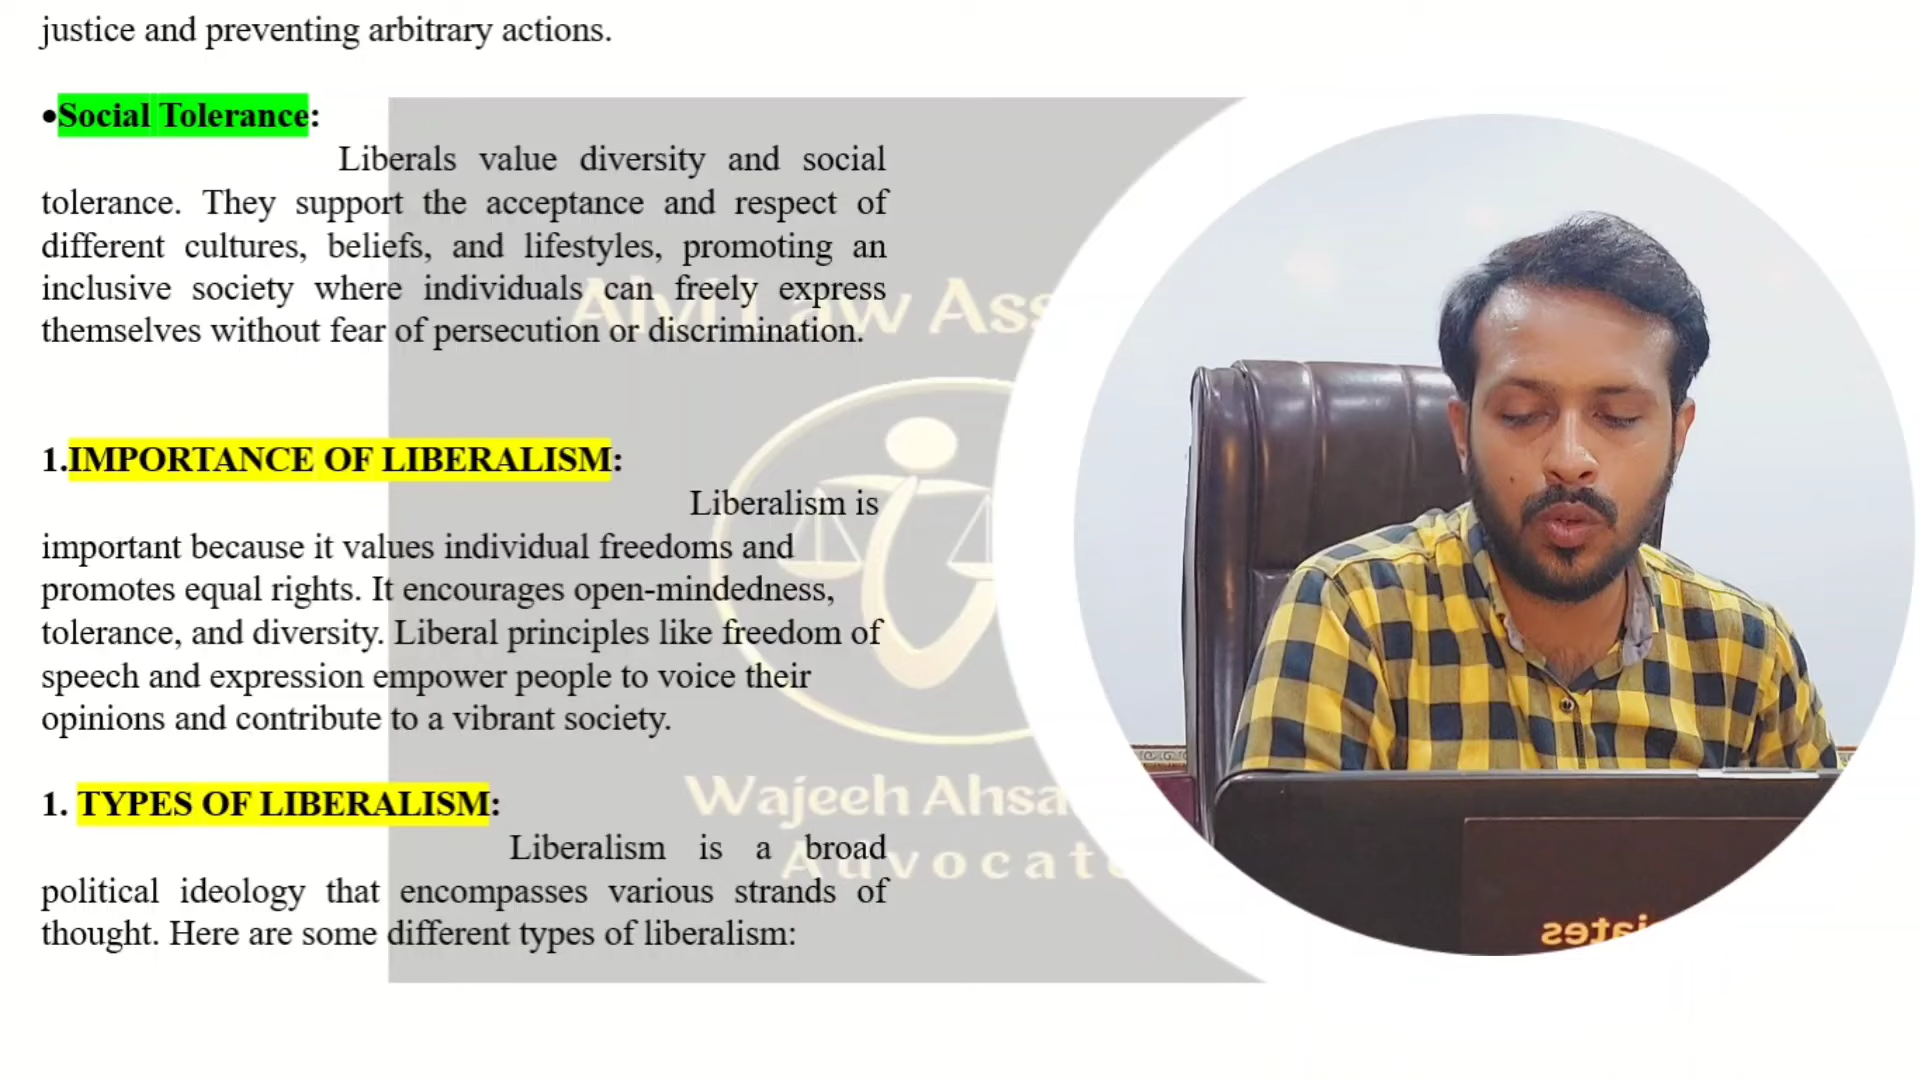 justice and preventing arbitrary actions.
•Social Tolerance:
Liberals value diversity and social
tolerance. They support the acceptance and respect of
different cultures, beliefs, and lifestyles, promoting an
inclusive society where individuals can freely express
themselves without fear of persecution or discrimination.
1.IMPORTANCE OF LIBERALISM:
Liberalism is
important because it values individual freedoms and
promotes equal rights. It encourages open-mindedness,
tolerance, and diversity. Liberal principles like freedom of
speech and expression empower people to voice their
opinions and contribute to a vibrant society.
1. TYPES OF LIBERALISM:
Liberalism is a broad
political ideology that encompasses various strands of
thought. Here are some different types of liberalism:
Alvi Law Ass
Wajeeh Ahsa
Advocat